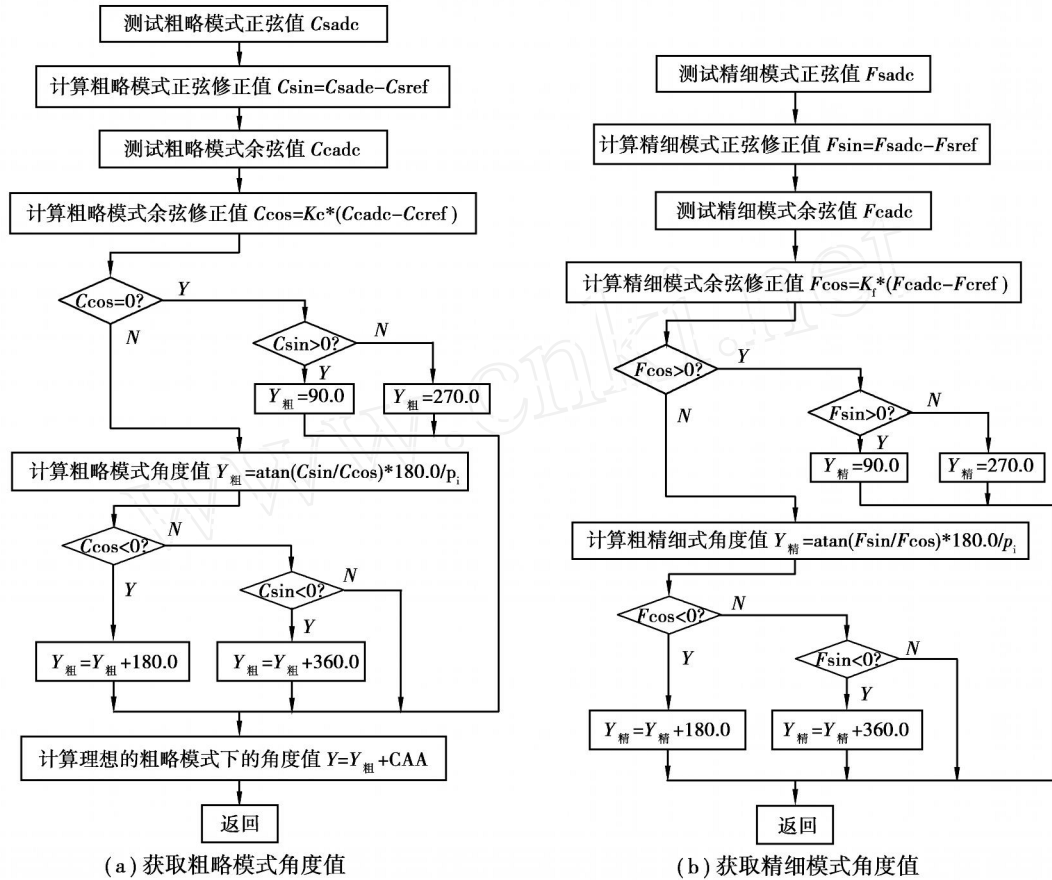 测试粗略模式正弦值 Csadc
计算粗略模式正弦修正值 Csin=Csade-Csref
测试粗略模式余弦值 Ccadc
计算粗略模式余弦修正值 Ccos=Kc*(Ccadc-Ccref)
Ccos=0?
Y
N
Csin>0?
N
Y
Y粗=90.0
Y粗=270.0
计算粗略模式角度值 Y粗=atan(Csin/Ccos)*180.0/pi
Ccos<0?
N
Y
Csin<0?
N
Y
Y粗=Y粗+180.0
Y粗=Y粗+360.0
计算理想的粗略模式下的角度值 Y=Y粗+CAA
返回
(a)获取粗略模式角度值
测试精细模式正弦值 Fsadc
计算精细模式正弦修正值 Fsin=Fsadc-Fsref
测试精细模式余弦值 Fcadc
计算精细模式余弦修正值 Fcos=Kf*(Fcadc-Fcref)
Fcos>0?
Y
N
Fsin>0?
N
Y
Y精=90.0
Y精=270.0
计算粗精细式角度值 Y精=atan(Fsin/Fcos)*180.0/pi
Fcos<0?
N
Y
Fsin<0?
N
Y
Y精=Y精+180.0
Y精=Y精+360.0
返回
(b)获取精细模式角度值
www.cnki.net